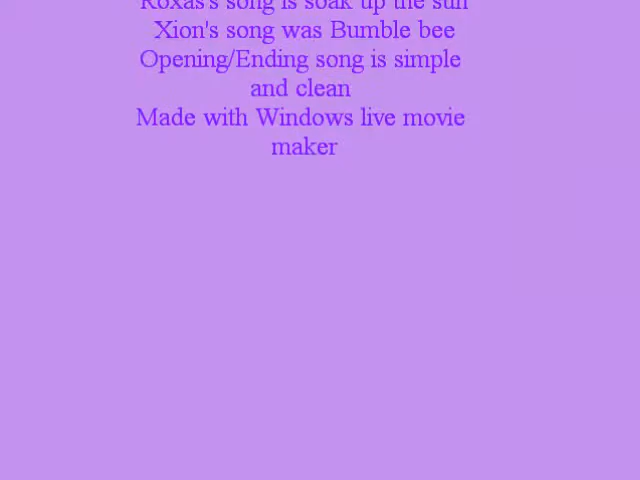 Roxas's song is soak up the sun
Xion's song was Bumble bee
Opening/Ending song is simple
and clean
Made with Windows live movie
maker